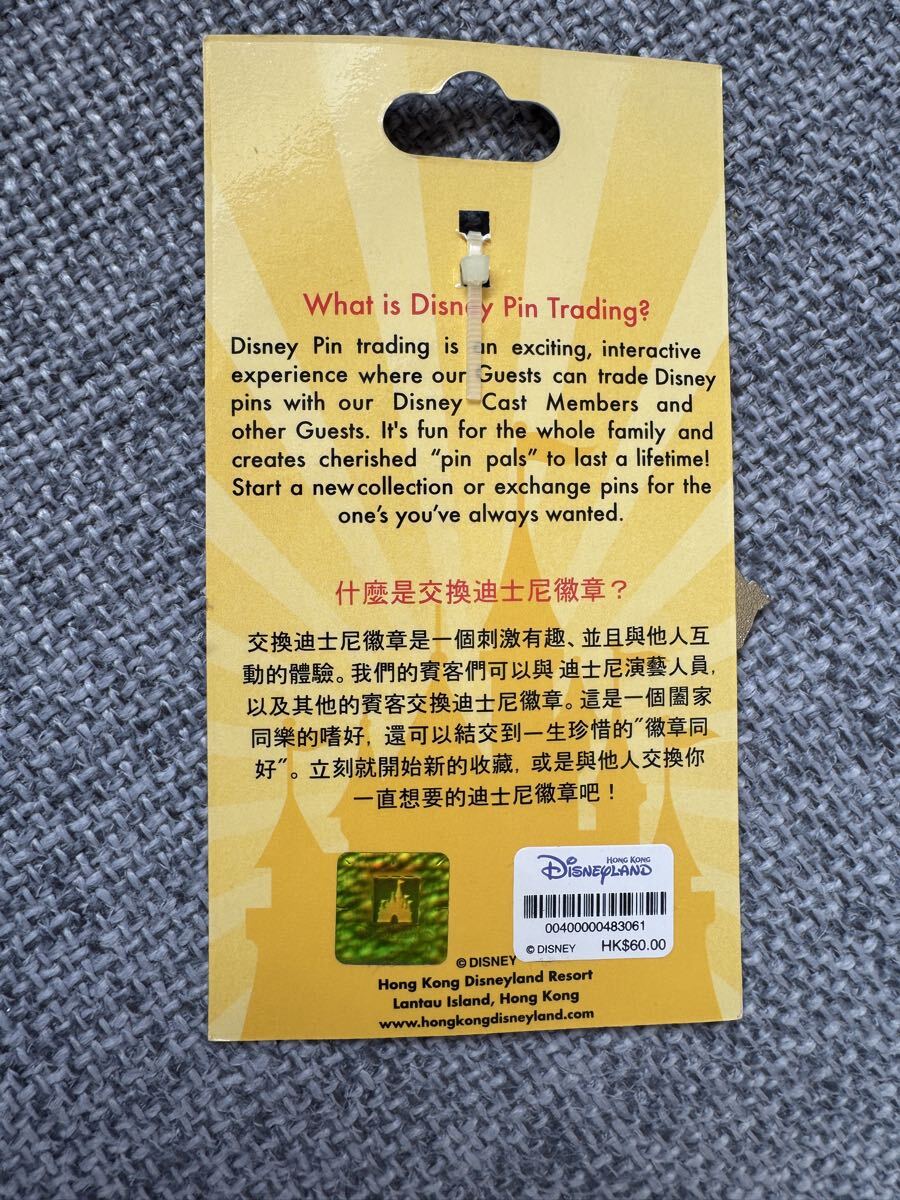 What is Disney Pin Trading?
Disney Pin trading is an exciting, interactive
experience where our Guests can trade Disney
pins with our Disney Cast Members and
other Guests. It's fun for the whole family and
creates cherished “pin pals” to last a lifetime!
Start a new collection or exchange pins for the
one's you've always wanted.
什麼是交換迪士尼徽章？
交換迪士尼徽章是一個刺激有趣、並且與他人互
動的體驗。我們的賓客們可以與 迪士尼演藝人員,
以及其他的賓客交換迪士尼徽章。這是一個闔家
同樂的嗜好, 還可以結交到一生珍惜的"徽章同
好"。立刻就開始新的收藏, 或是與他人交換你
一直想要的迪士尼徽章吧！
HONG KONG
DISNEYLAND
00400000483061
© DISNEY HK$60.00
© DISNEY
Hong Kong Disneyland Resort
Lantau Island, Hong Kong
www.hongkongdisneyland.com